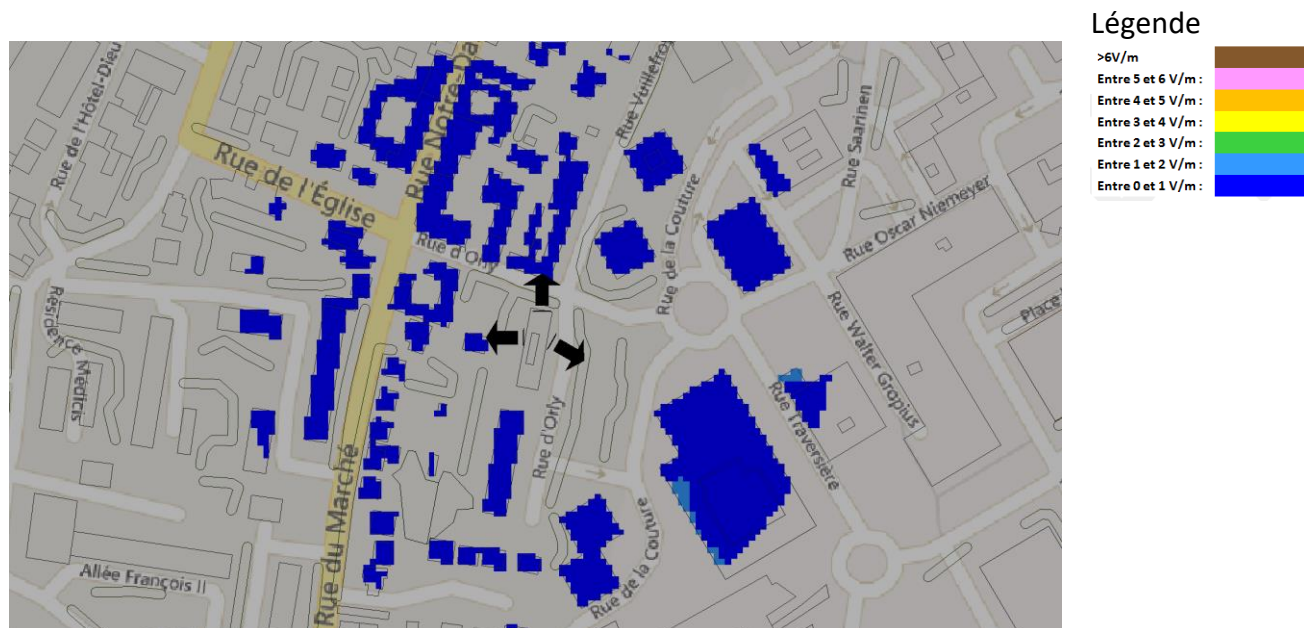 Légende
>6V/m
Entre 5 et 6 V/m :
Entre 4 et 5 V/m :
Entre 3 et 4 V/m :
Entre 2 et 3 V/m :
Entre 1 et 2 V/m :
Entre 0 et 1 V/m :
Rue de l'Hôtel-Dieu
Rue Notre-Da
Rue Vuillefro
Rue Saarinen
Rue de l'Église
Rue de la Couture
Rue Oscar Niemeyer
Rue d'Orly
Place
Résidence Médicis
Rue Walter Gropius
Rue d'Orly
Rue Traversière
Rue du Marché
Rue de la Couture
Allée François II